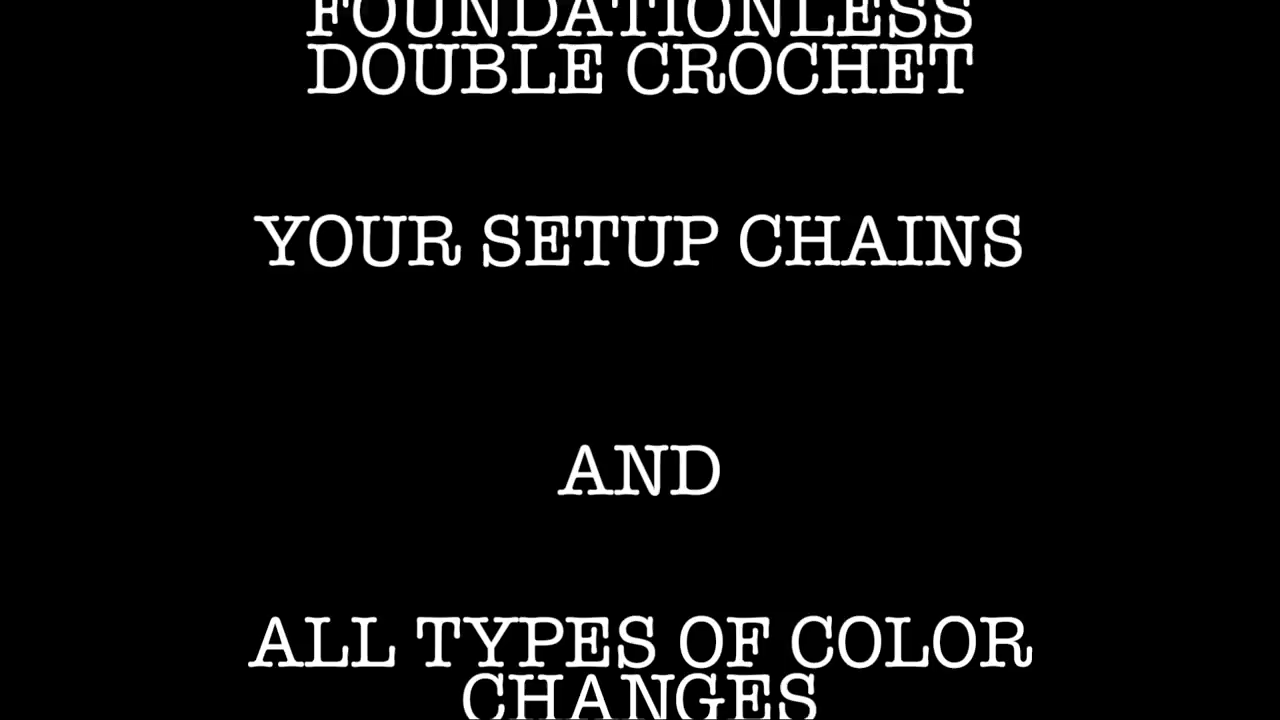 FOUNDATIONLESS
DOUBLE CROCHET
YOUR SETUP CHAINS
AND
ALL TYPES OF COLOR
CHANGES